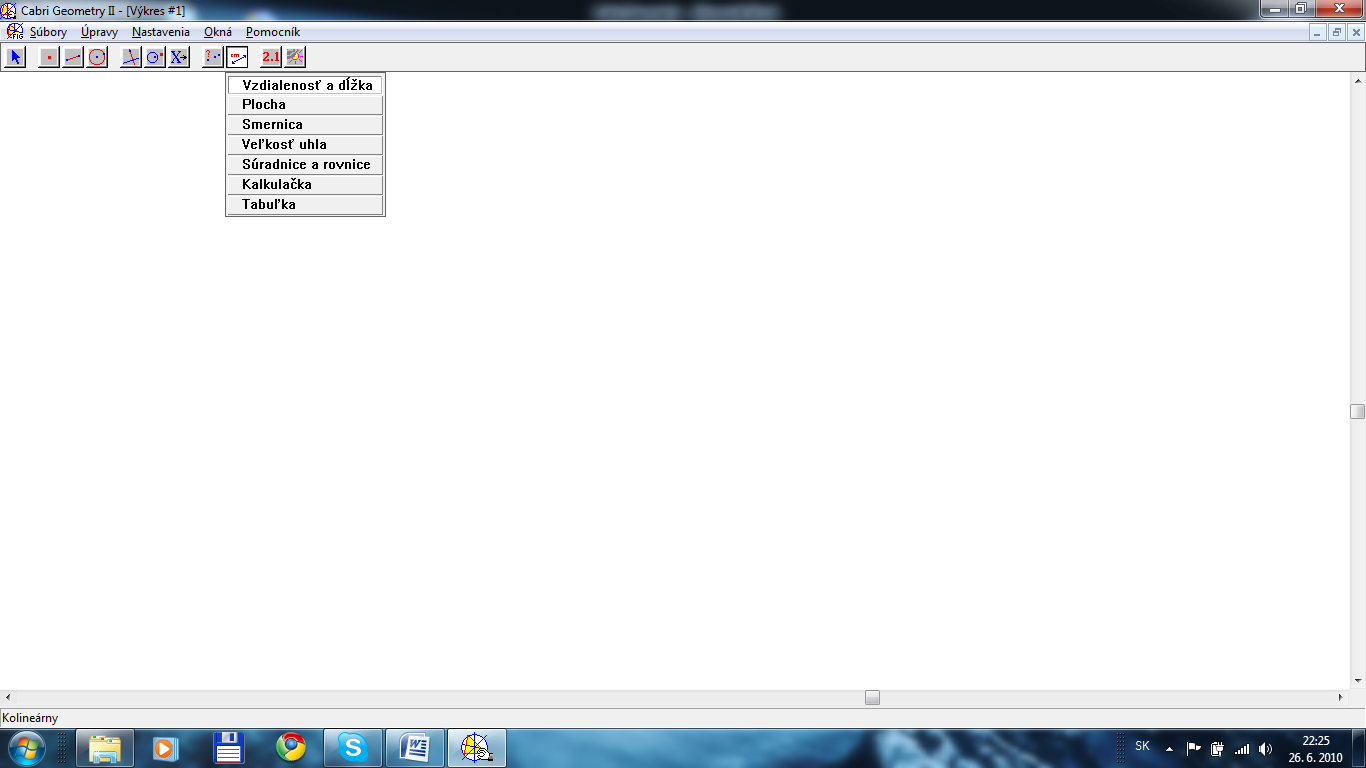 Cabri Geometry II - [Výkres #1]
Súbory Úpravy Nastavenia Okná Pomocník
X cm 2.1
Vzdialenosť a dĺžka
Plocha
Smernica
Veľkosť uhla
Súradnice a rovnice
Kalkulačka
Tabuľka
Kolineárny
SK 22:25
26. 6. 2010